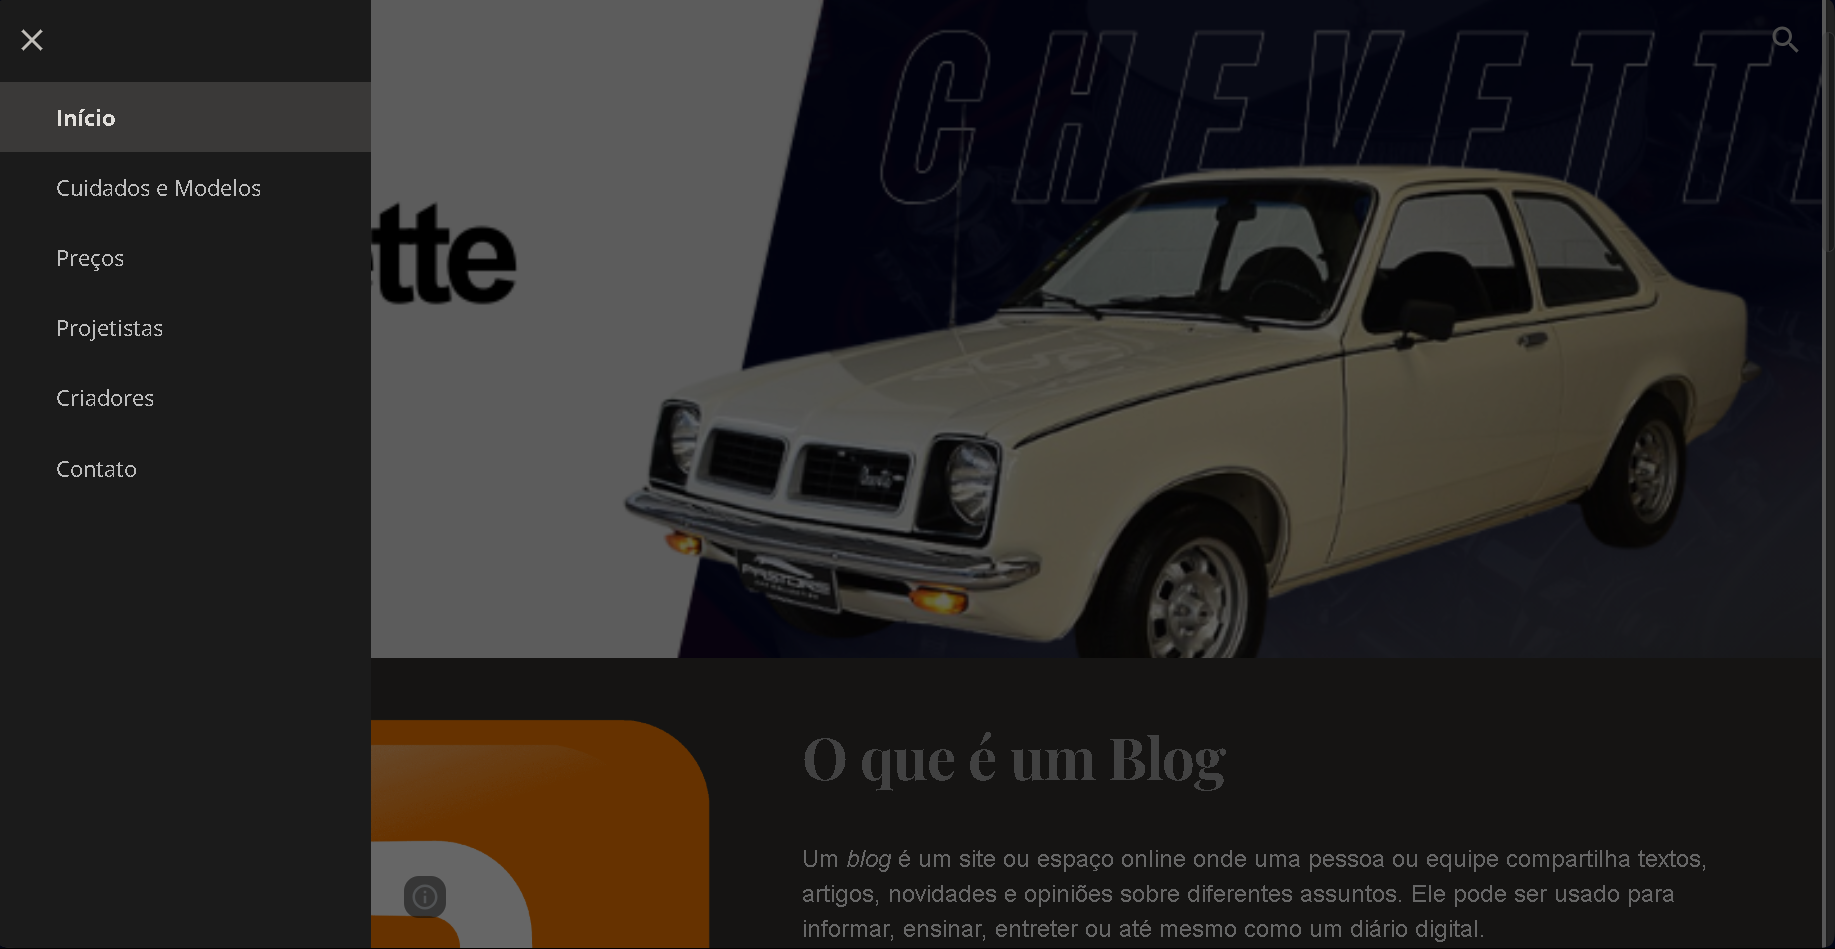 CHEVETT
Início
Cuidados e Modelos
tte
Preços
Projetistas
Criadores
Contato
PASTORE
O que é um Blog
Um blog é um site ou espaço online onde uma pessoa ou equipe compartilha textos,
artigos, novidades e opiniões sobre diferentes assuntos. Ele pode ser usado para
informar, ensinar, entreter ou até mesmo como um diário digital.